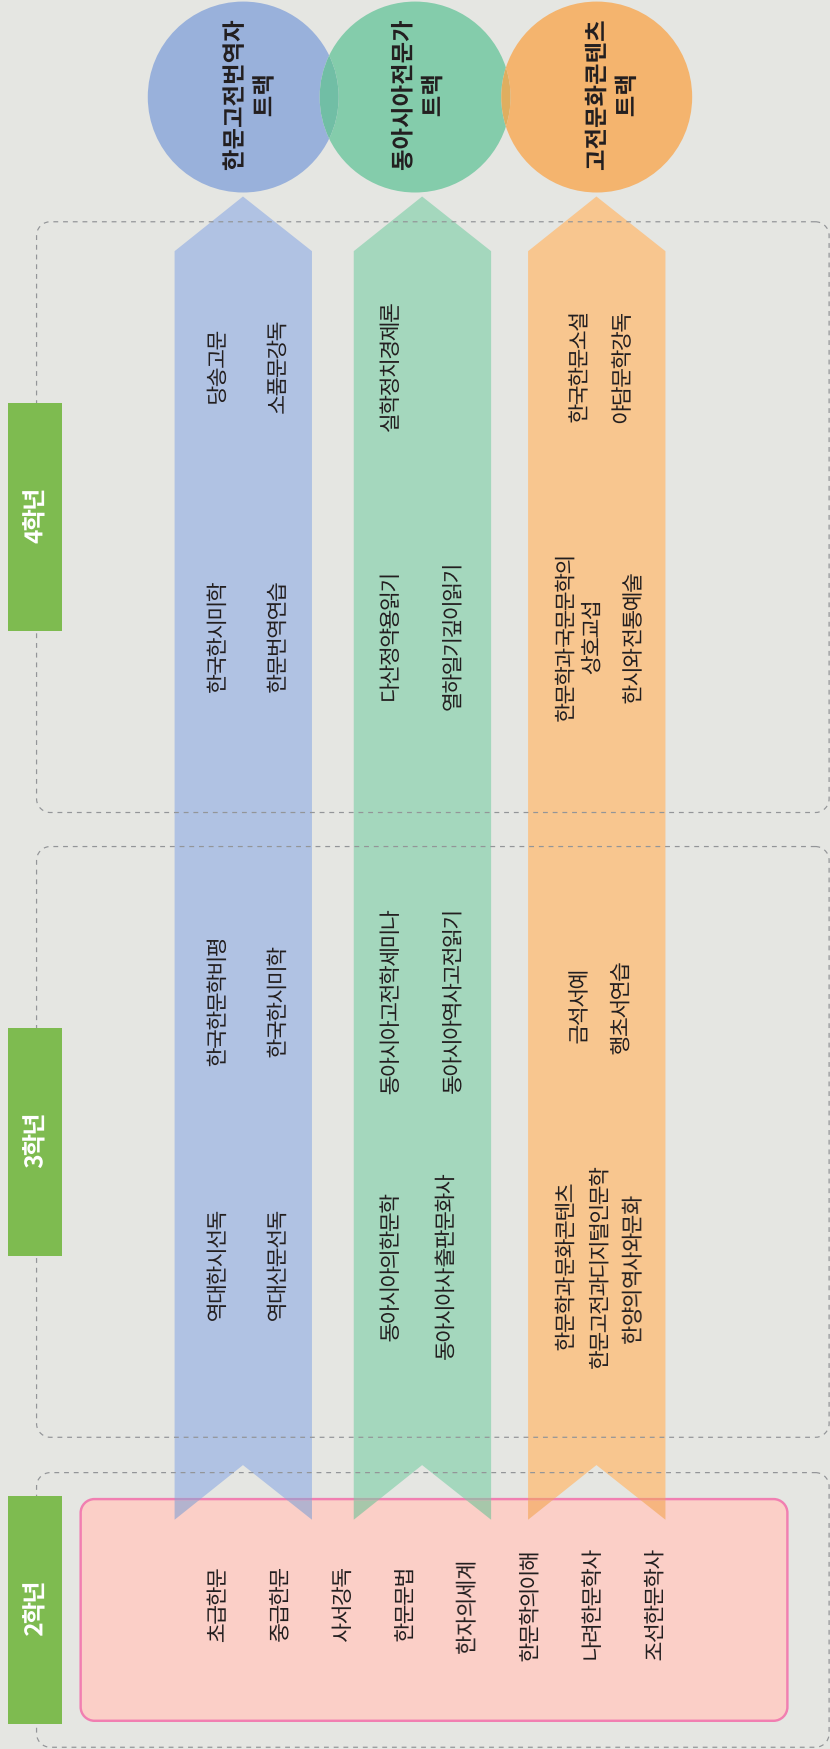 2학년
초급한문
중급한문
사서강독
한문문법
한자의세계
한문학의이해
나려한문학사
조선한문학사
3학년
역대한시선독
역대산문선독
한국한문학비평
한국한시미학
동아시아의한문학
동아시아사출판문화사
동아시아고전학세미나
동아시아역사고전읽기
한문학과문화콘텐츠
한문고전과디지털인문학
한양의역사와문화
금석서예
행초서연습
4학년
한국한시미학
한문번역연습
당송고문
소품문강독
다산정약용읽기
열하일기깊이읽기
실학정치경제론
한문학과국문문학의
상호교섭
한시와전통예술
한국한문소설
야담문학강독
한문고전번역자
트랙
동아시아전문가
트랙
고전문화콘텐츠
트랙